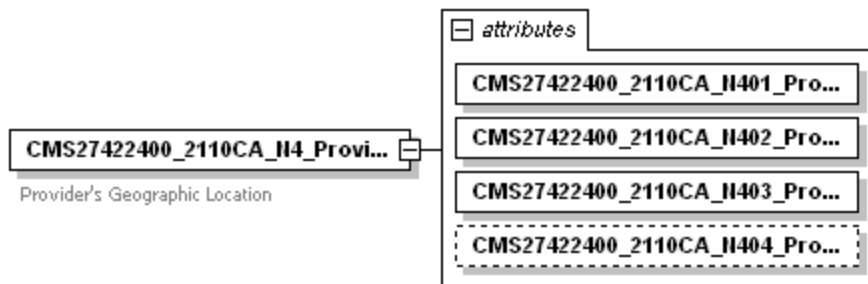 attributes
CMS27422400_2110CA_N401_Pro...
CMS27422400_2110CA_N402_Pro...
CMS27422400_2110CA_N4_Provi...
CMS27422400_2110CA_N403_Pro...
Provider's Geographic Location
CMS27422400_2110CA_N404_Pro...